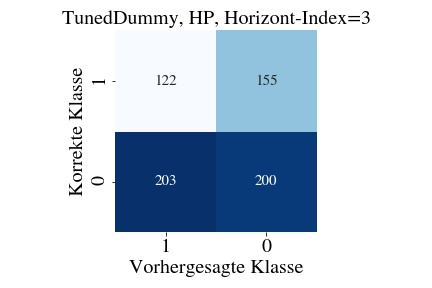 TunedDummy, HP, Horizont-Index=3
Korrekte Klasse
1
122 155
0
203 200
1 0
Vorhergesagte Klasse